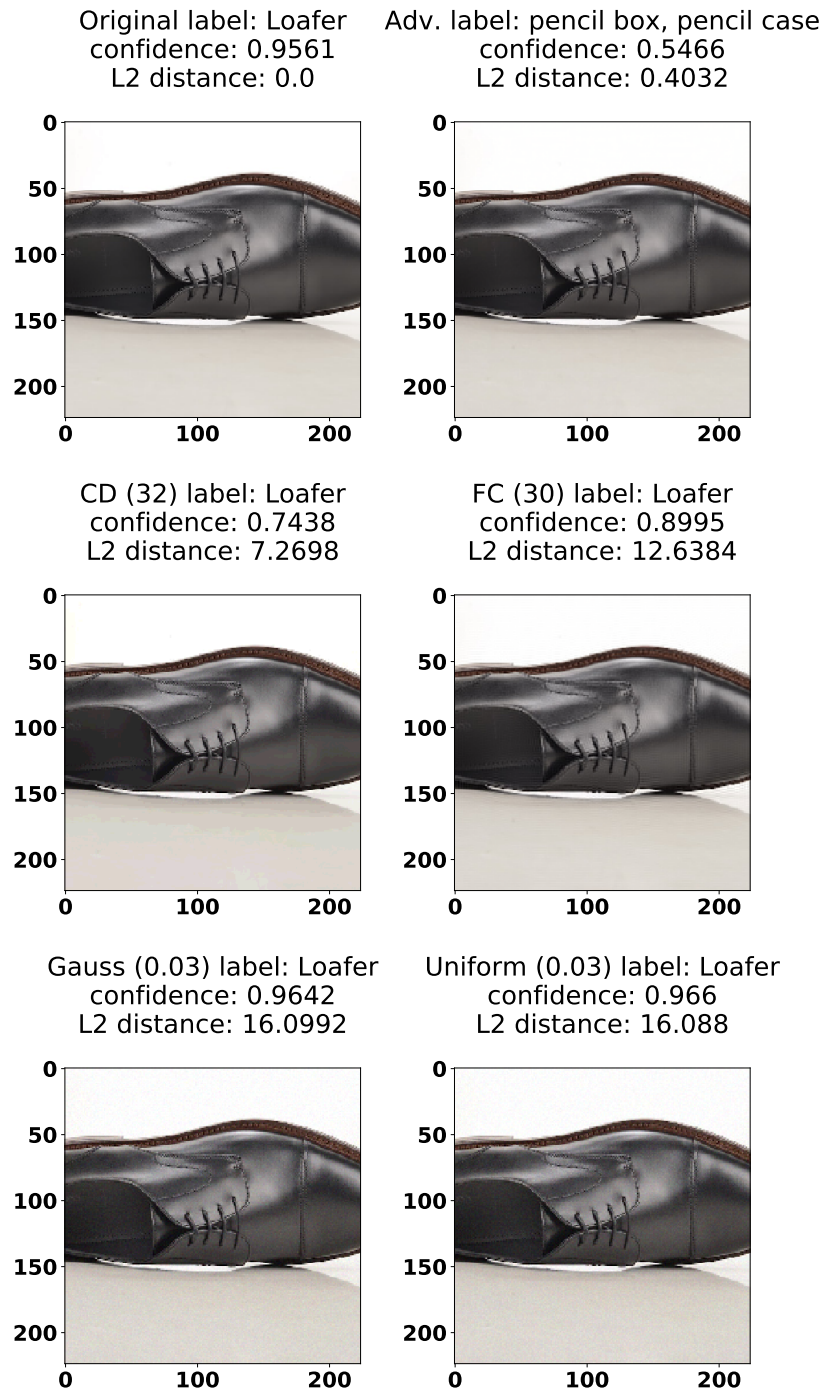 Original label: Loafer
confidence: 0.9561
L2 distance: 0.0
0
50
100
150
200
0 100 200
Adv. label: pencil box, pencil case
confidence: 0.5466
L2 distance: 0.4032
0
50
100
150
200
0 100 200
CD (32) label: Loafer
confidence: 0.7438
L2 distance: 7.2698
0
50
100
150
200
0 100 200
FC (30) label: Loafer
confidence: 0.8995
L2 distance: 12.6384
0
50
100
150
200
0 100 200
Gauss (0.03) label: Loafer
confidence: 0.9642
L2 distance: 16.0992
0
50
100
150
200
0 100 200
Uniform (0.03) label: Loafer
confidence: 0.966
L2 distance: 16.088
0
50
100
150
200
0 100 200